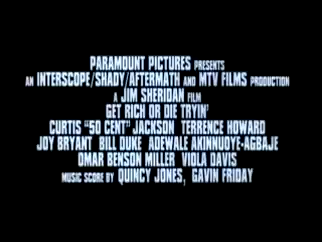 PARAMOUNT PICTURES PRESENTS
AN INTERSCOPE/SHADY/AFTERMATH AND MTV FILMS PRODUCTION
A JIM SHERIDAN FILM
GET RICH OR DIE TRYIN'
CURTIS "50 CENT" JACKSON TERRENCE HOWARD
JOY BRYANT BILL DUKE ADEWALE AKINNUOYE-AGBAJE
OMAR BENSON MILLER VIOLA DAVIS
MUSIC SCORE BY QUINCY JONES, GAVIN FRIDAY